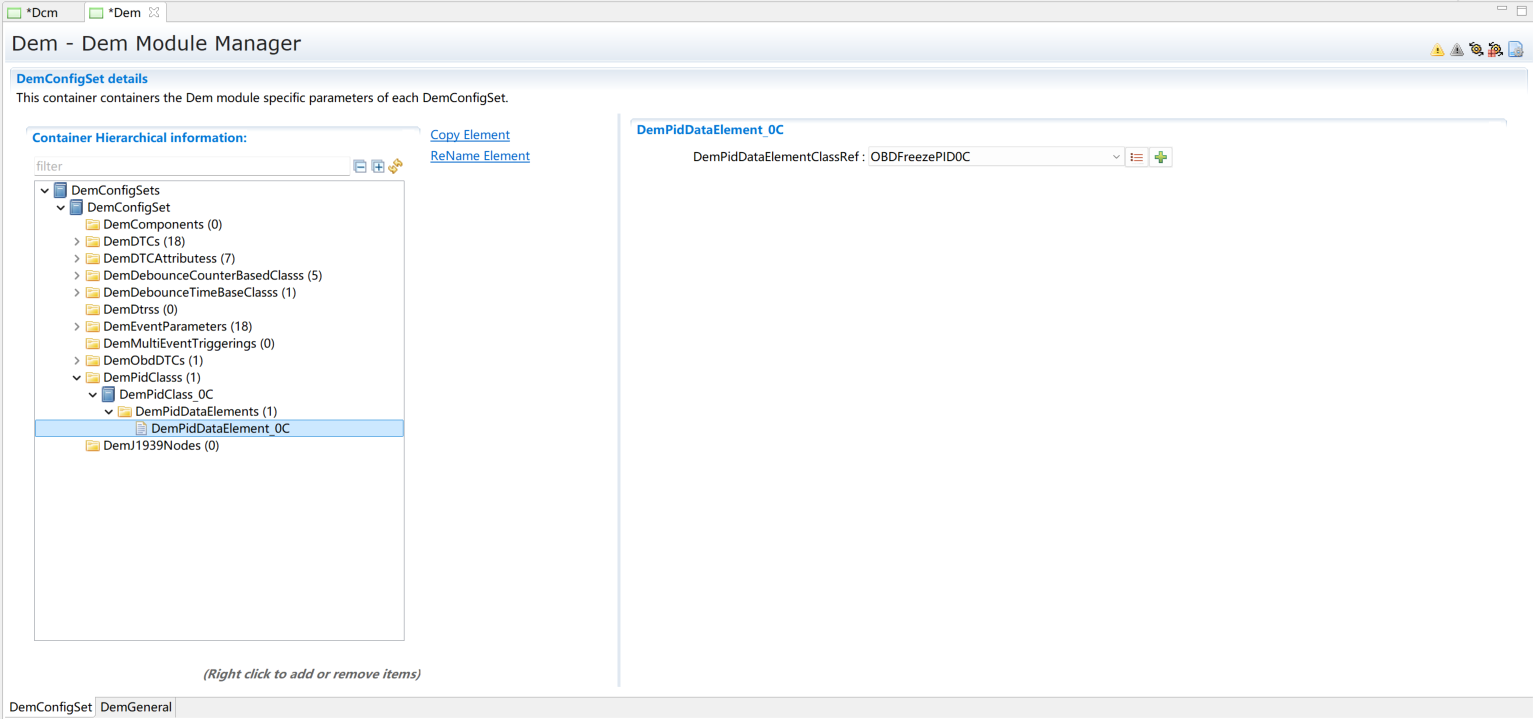 *Dcm
*Dem
Dem - Dem Module Manager
DemConfigSet details
This container containers the Dem module specific parameters of each DemConfigSet.
Container Hierarchical information:
filter
Copy Element
ReName Element
DemConfigSets
DemConfigSet
DemComponents (0)
DemDTCs (18)
DemDTCAttributess (7)
DemDebounceCounterBasedClasss (5)
DemDebounceTimeBaseClasss (1)
DemDtrss (0)
DemEventParameters (18)
DemMultiEventTriggerings (0)
DemObdDTCs (1)
DemPidClasss (1)
DemPidClass_0C
DemPidDataElements (1)
DemPidDataElement_0C
DemJ1939Nodes (0)
(Right click to add or remove items)
DemPidDataElement_0C
DemPidDataElementClassRef : OBDFreezePID0C
DemConfigSet
DemGeneral